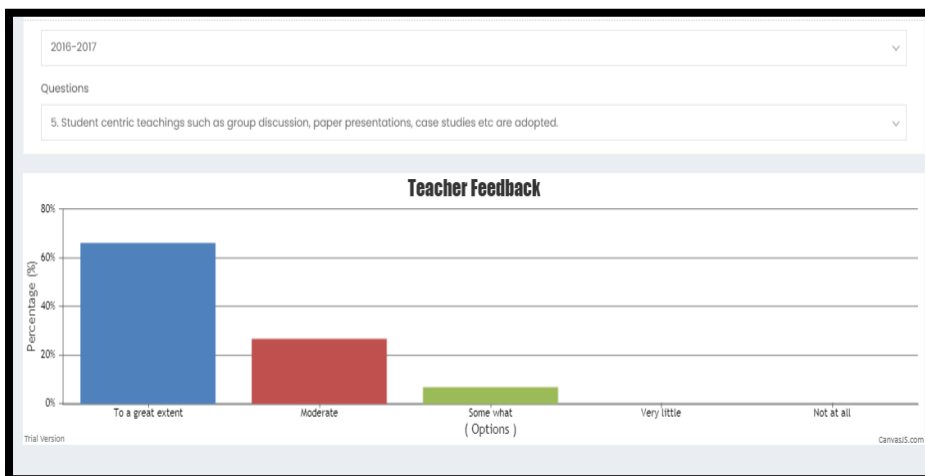 2016-2017
Questions
5. Student centric teachings such as group discussion, paper presentations, case studies etc are adopted.
Teacher Feedback
80%
60%
40%
20%
0%
Percentage (%)
To a great extent Moderate Some what Very little Not at all
( Options )
Trial Version CanvasJS.com